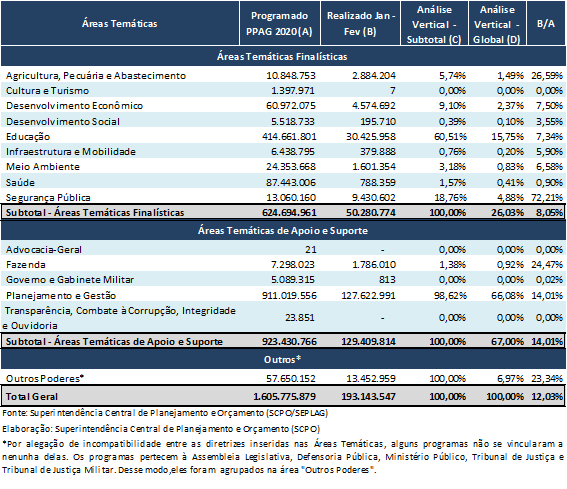 Áreas Temáticas Programado PPAG 2020 (A) Realizado Jan - Fev (B) Análise Vertical - Subtotal (C) Análise Vertical - Global (D) B/A
Áreas Temáticas Finalísticas
Agricultura, Pecuária e Abastecimento 10.848.753 2.884.204 5,74% 1,49% 26,59%
Cultura e Turismo 1.397.971 7 0,00% 0,00% 0,00%
Desenvolvimento Econômico 60.972.075 4.574.692 9,10% 2,37% 7,50%
Desenvolvimento Social 5.518.733 195.710 0,39% 0,10% 3,55%
Educação 414.661.801 30.425.958 60,51% 15,75% 7,34%
Infraestrutura e Mobilidade 6.438.795 379.888 0,76% 0,20% 5,90%
Meio Ambiente 24.353.668 1.601.354 3,18% 0,83% 6,58%
Saúde 87.443.006 788.359 1,57% 0,41% 0,90%
Segurança Pública 13.060.160 9.430.602 18,76% 4,88% 72,21%
Subtotal - Áreas Temáticas Finalísticas 624.694.961 50.280.774 100,00% 26,03% 8,05%
Áreas Temáticas de Apoio e Suporte
Advocacia-Geral 21 - 0,00% 0,00% 0,00%
Fazenda 7.298.023 1.786.010 1,38% 0,92% 24,47%
Governo e Gabinete Militar 5.089.315 813 0,00% 0,00% 0,02%
Planejamento e Gestão 911.019.556 127.622.991 98,62% 66,08% 14,01%
Transparência, Combate à Corrupção, Integridade
e Ouvidoria 23.851 - 0,00% 0,00% 0,00%
Subtotal - Áreas Temáticas de Apoio e Suporte 923.430.766 129.409.814 100,00% 67,00% 14,01%
Outros*
Outros Poderes* 57.650.152 13.452.959 100,00% 6,97% 23,34%
Total Geral 1.605.775.879 193.143.547 100,00% 100,00% 12,03%
Fonte: Superintendência Central de Planejamento e Orçamento (SCPO/SEPLAG)
Elaboração: Superintendência Central de Planejamento e Orçamento (SCPO)
*Por alegação de incompatibilidade entre as diretrizes inseridas nas Áreas Temáticas, alguns programas não se vincularam a
nenunha delas. Os programas pertecem à Assembleia Legislativa, Defensoria Pública, Ministério Público, Tribunal de Justiça e
Tribunal de Justiça Militar. Desse modo,eles foram agrupados na área "Outros Poderes".